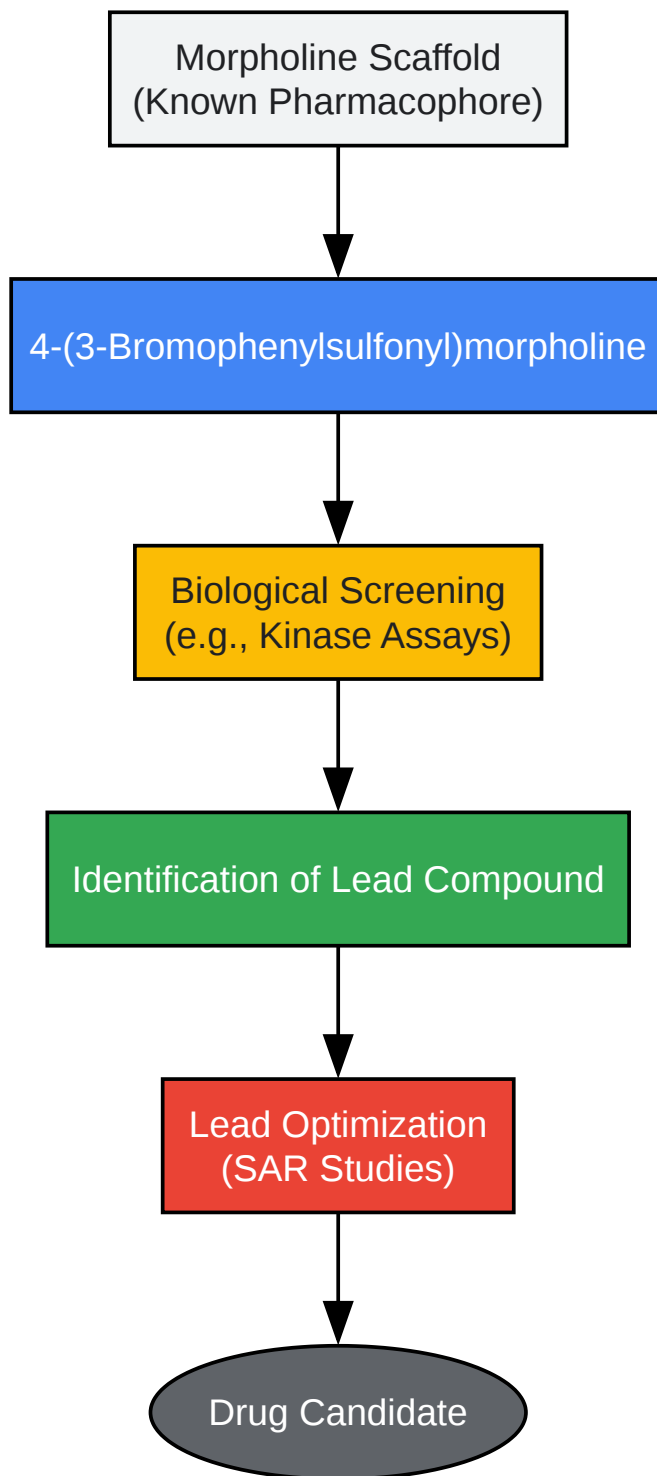 Morpholine Scaffold
(Known Pharmacophore)
4-(3-Bromophenylsulfonyl)morpholine
Biological Screening
(e.g., Kinase Assays)
Identification of Lead Compound
Lead Optimization
(SAR Studies)
Drug Candidate